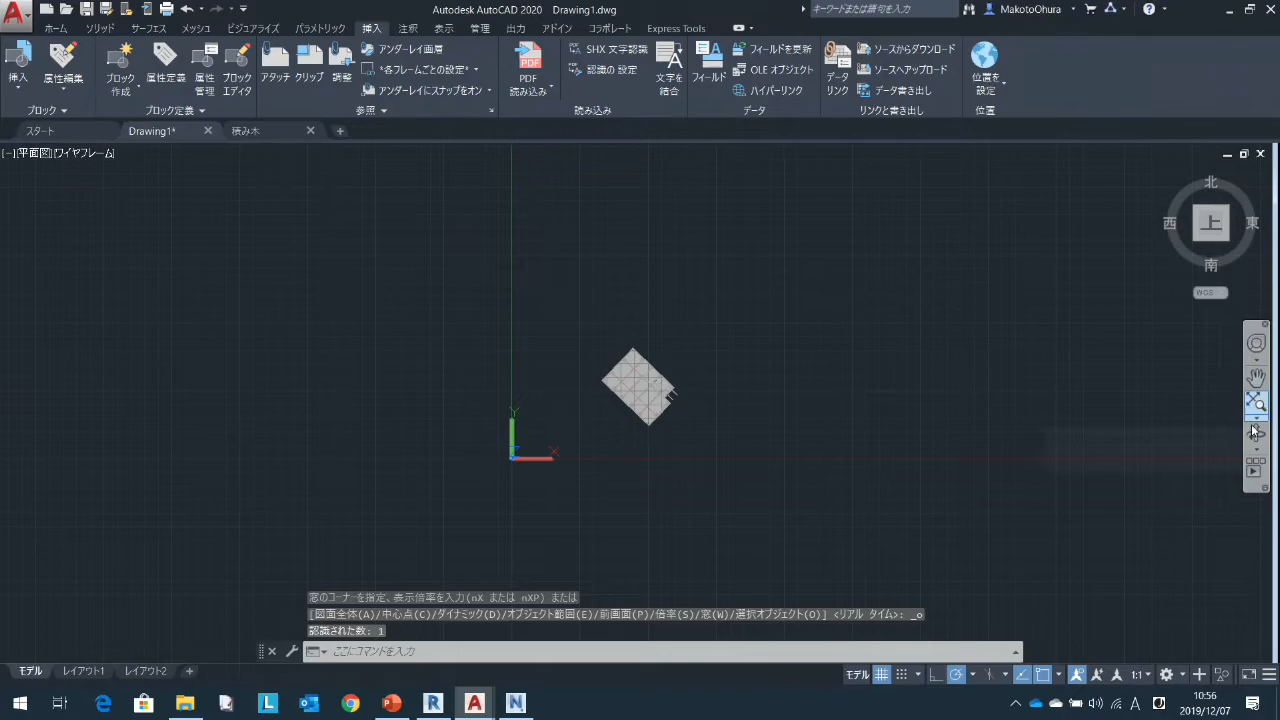 Autodesk AutoCAD 2020 Drawing1.dwg
キーワードまたは語句を入力
MakotoOhura
ホーム ソリッド サーフェス メッシュ ビジュアライズ パラメトリック 挿入 注釈 表示 管理 出力 アドイン コラボレート Express Tools
挿入
属性編集
ブロック
ブロック
作成
属性定義
属性
管理
ブロック
エディタ
ブロック定義
アタッチ
クリップ
調整
アンダーレイ画層
*各フレームごとの設定*
アンダーレイにスナップをオン
参照
PDF
読み込み
SHX 文字認識
認識の 設定
文字を
結合
読み込み
フィールド
フィールドを更新
OLE オブジェクト
ハイパーリンク
データ
データ
リンク
ソースからダウンロード
ソースへアップロード
データ書き出し
リンクと書き出し
位置を
設定
位置
スタート
Drawing1*
積み木
[−][平面図][ワイヤフレーム]
北
西
上
東
南
WCS
Y
X
窓のコーナーを指定、表示倍率を入力(nX または nXP) または
[図面全体(A)/中心点(C)/ダイナミック(D)/オブジェクト範囲(E)/前画面(P)/倍率(S)/窓(W)/選択オブジェクト(O)] <リアル タイム>: _o
認識された数: 1
ここにコマンドを入力
モデル レイアウト1 レイアウト2
モデル
1:1
10:56
2019/12/07